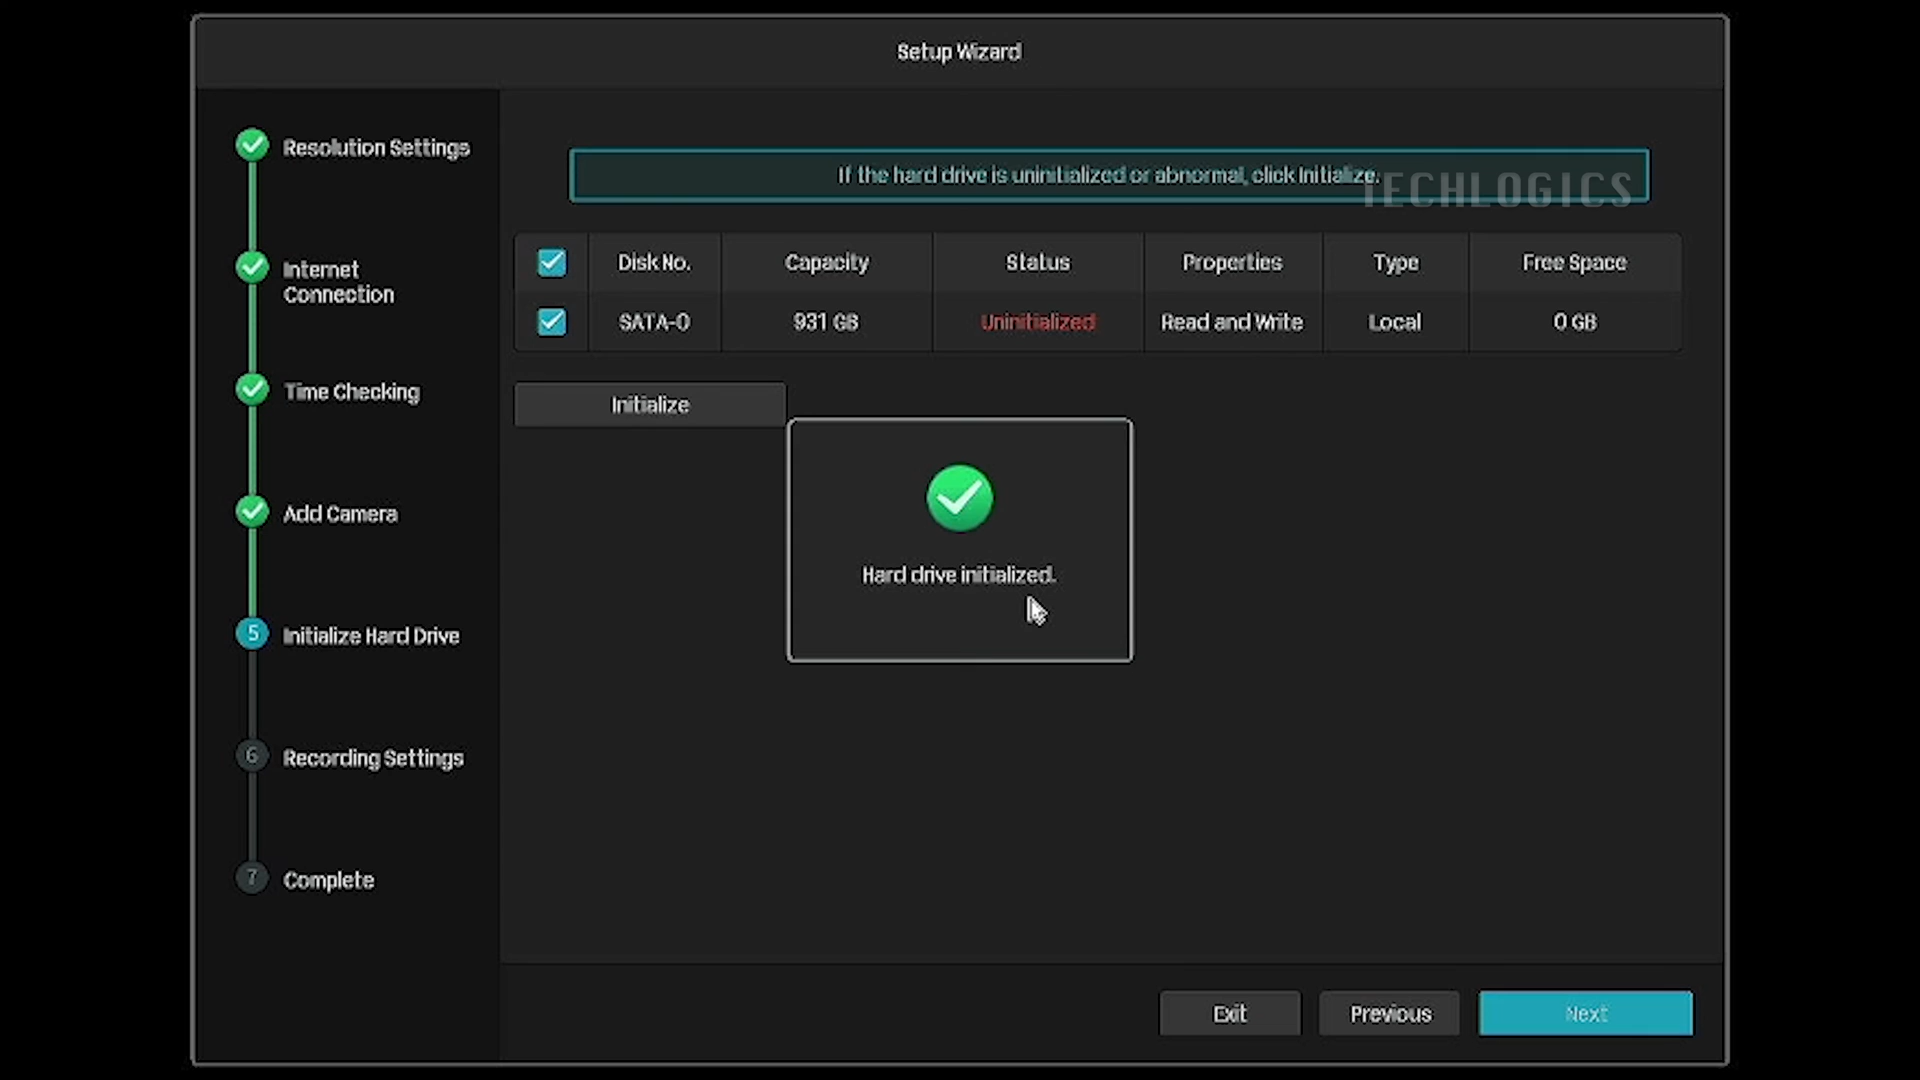 Setup Wizard
Resolution Settings
Internet
Connection
Time Checking
Add Camera
5 Initialize Hard Drive
6 Recording Settings
7 Complete
If the hard drive is uninitialized or abnormal, click Initialize.
TECHLOGICS
Disk No. Capacity Status Properties Type Free Space
SATA-0 931 GB Uninitialized Read and Write Local 0 GB
Initialize
Hard drive initialized.
Exit Previous Next